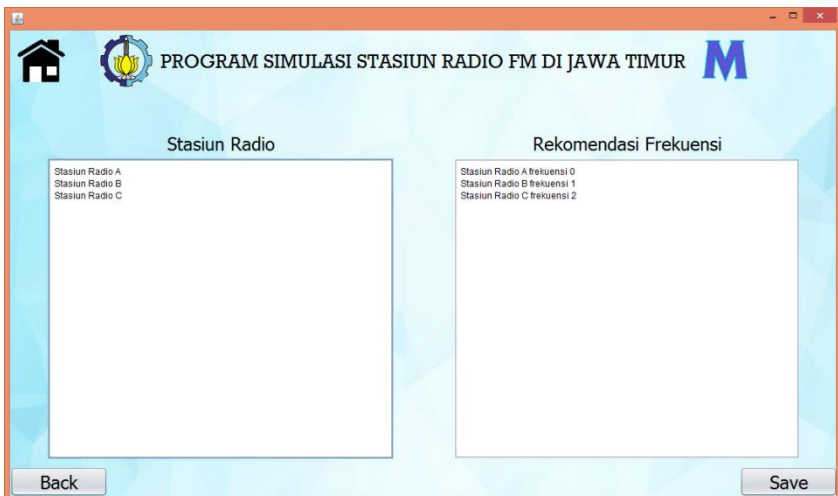 PROGRAM SIMULASI STASIUN RADIO FM DI JAWA TIMUR
M
Stasiun Radio
Stasiun Radio A
Stasiun Radio B
Stasiun Radio C
Rekomendasi Frekuensi
Stasiun Radio A frekuensi 0
Stasiun Radio B frekuensi 1
Stasiun Radio C frekuensi 2
Back
Save